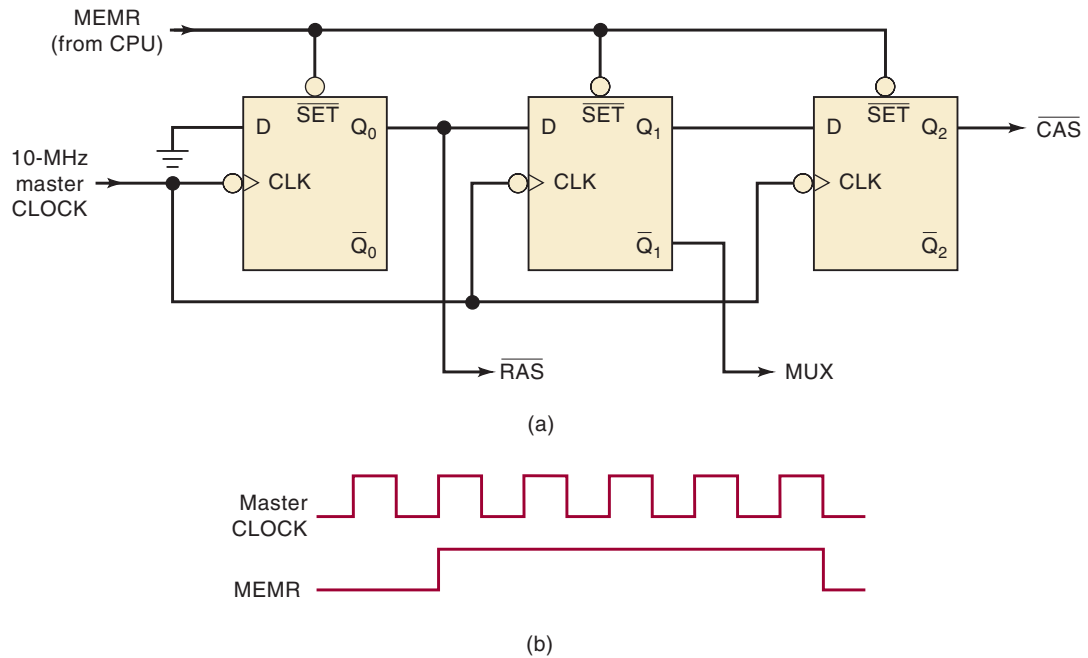 MEMR
(from CPU)
SET
SET
SET
D
Q0
D
Q1
D
Q2
CAS
10-MHz
master
CLOCK
CLK
CLK
CLK
Q0
Q1
Q2
RAS
MUX
(a)
Master
CLOCK
MEMR
(b)